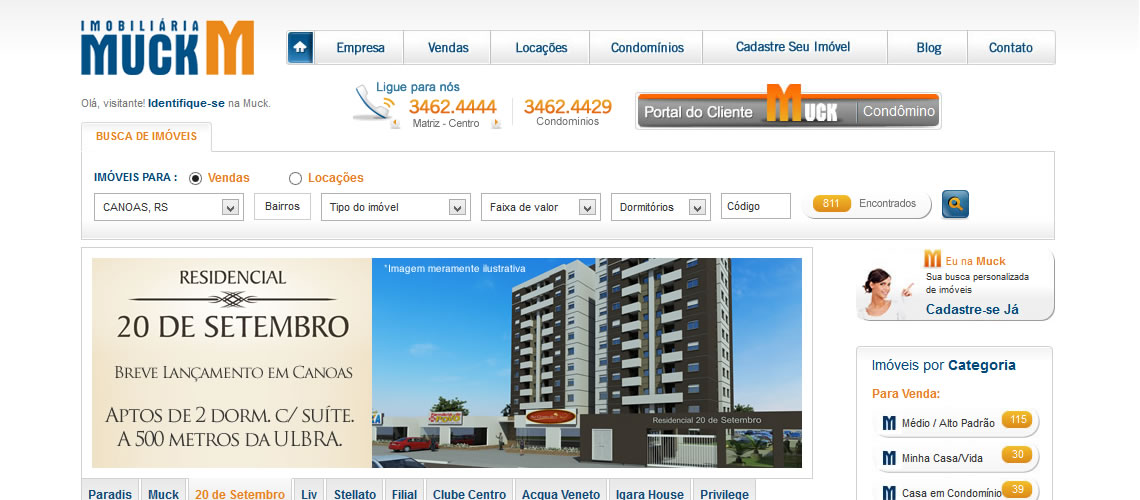 IMOBILIÁRIA
MUCK M
Empresa Vendas Locações Condomínios Cadastre Seu Imóvel Blog Contato
Olá, visitante! Identifique-se na Muck.
Ligue para nós
3462.4444
Matriz - Centro
3462.4429
Condominios
Portal do Cliente MUCK Condômino
BUSCA DE IMÓVEIS
IMÓVEIS PARA : Vendas Locações
CANOAS, RS Bairros Tipo do imóvel Faixa de valor Dormitórios Código 811 Encontrados
RESIDENCIAL
20 DE SETEMBRO
BREVE LANÇAMENTO EM CANOAS
APTOS DE 2 DORM. C/ SUÍTE.
A 500 METROS DA ULBRA.
*Imagem meramente ilustrativa
Residencial 20 de Setembro
M Eu na Muck
Sua busca personalizada
de imóveis
Cadastre-se Já
Imóveis por Categoria
Para Venda:
M Médio / Alto Padrão 115
M Minha Casa/Vida 30
M Casa em Condomínio 39
Paradis Muck 20 de Setembro Liv Stellato Filial Clube Centro Acqua Veneto Igara House Privilege